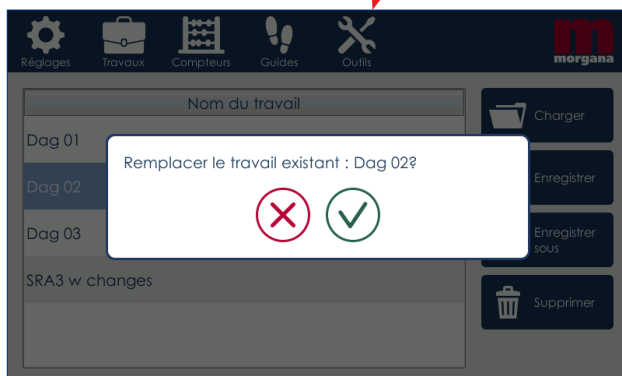 Réglages
Travaux
Compteurs
Guides
Outils
morgana
Nom du travail
Charger
Dag 01
Remplacer le travail existant : Dag 02?
Dag 02
Enregistrer
Dag 03
Enregistrer
sous
SRA3 w changes
Supprimer